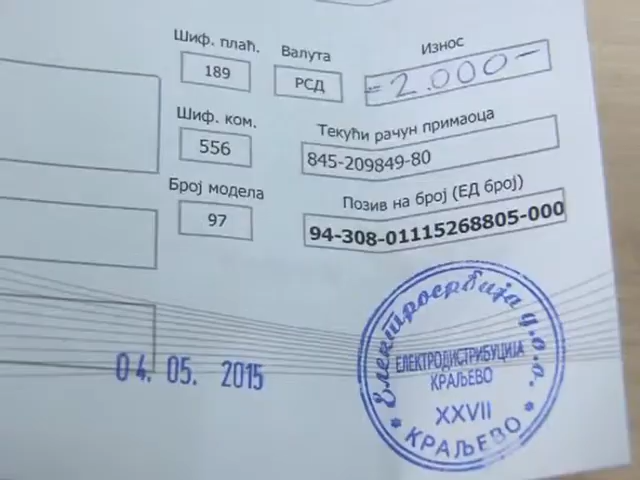 Шиф. плаћ. Валута Износ
189 РСД = 2.000 -
Шиф. ком. Текући рачун примаоца
556 845-209849-80
Број модела Позив на број (ЕД број)
97 94-308-01115268805-000
04. 05. 2015
Електросрбија д.о.о.
ЕЛЕКТРОДИСТРИБУЦИЈА
КРАЉЕВО
XXVII
* КРАЉЕВО *